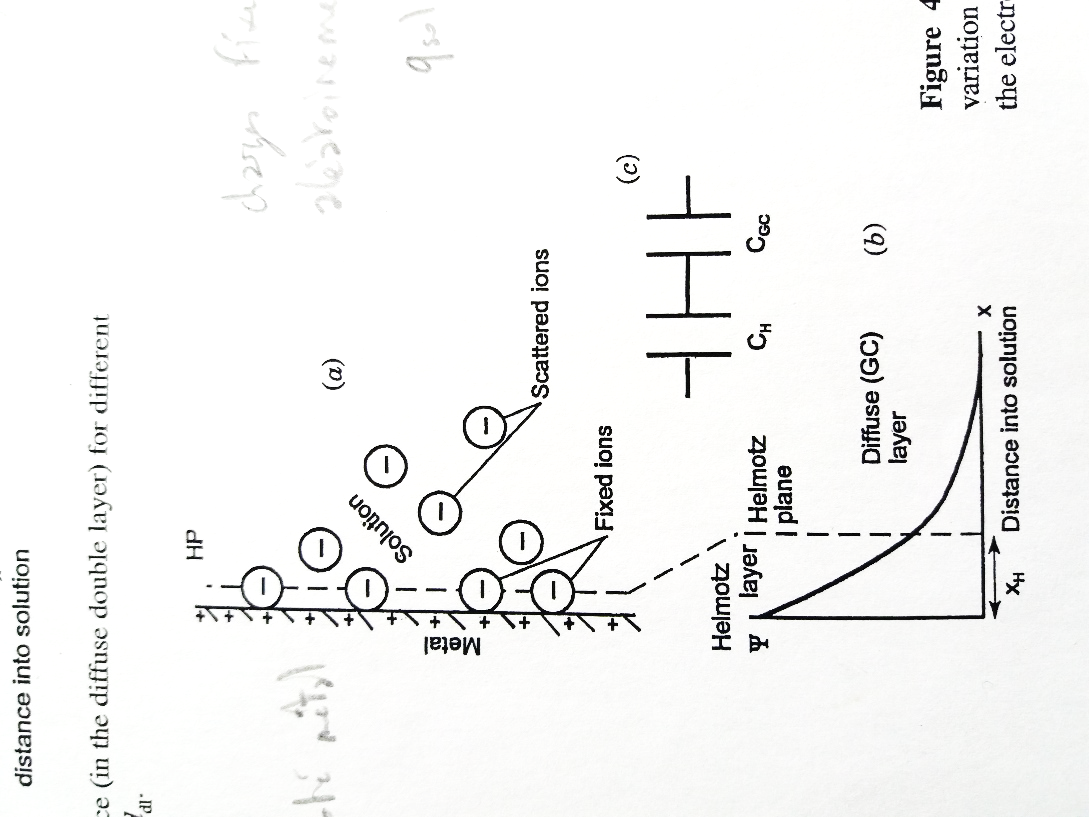 distance into solution
ce (in the diffuse double layer) for different
dl.
HP
(a)
Solution
Metal
Scattered ions
Fixed ions
(c)
C_H
C_GC
(b)
Helmotz
layer
Helmotz
plane
Diffuse (GC)
layer
Ψ
x_H
x
Distance into solution
Figure 4
variation
the electro